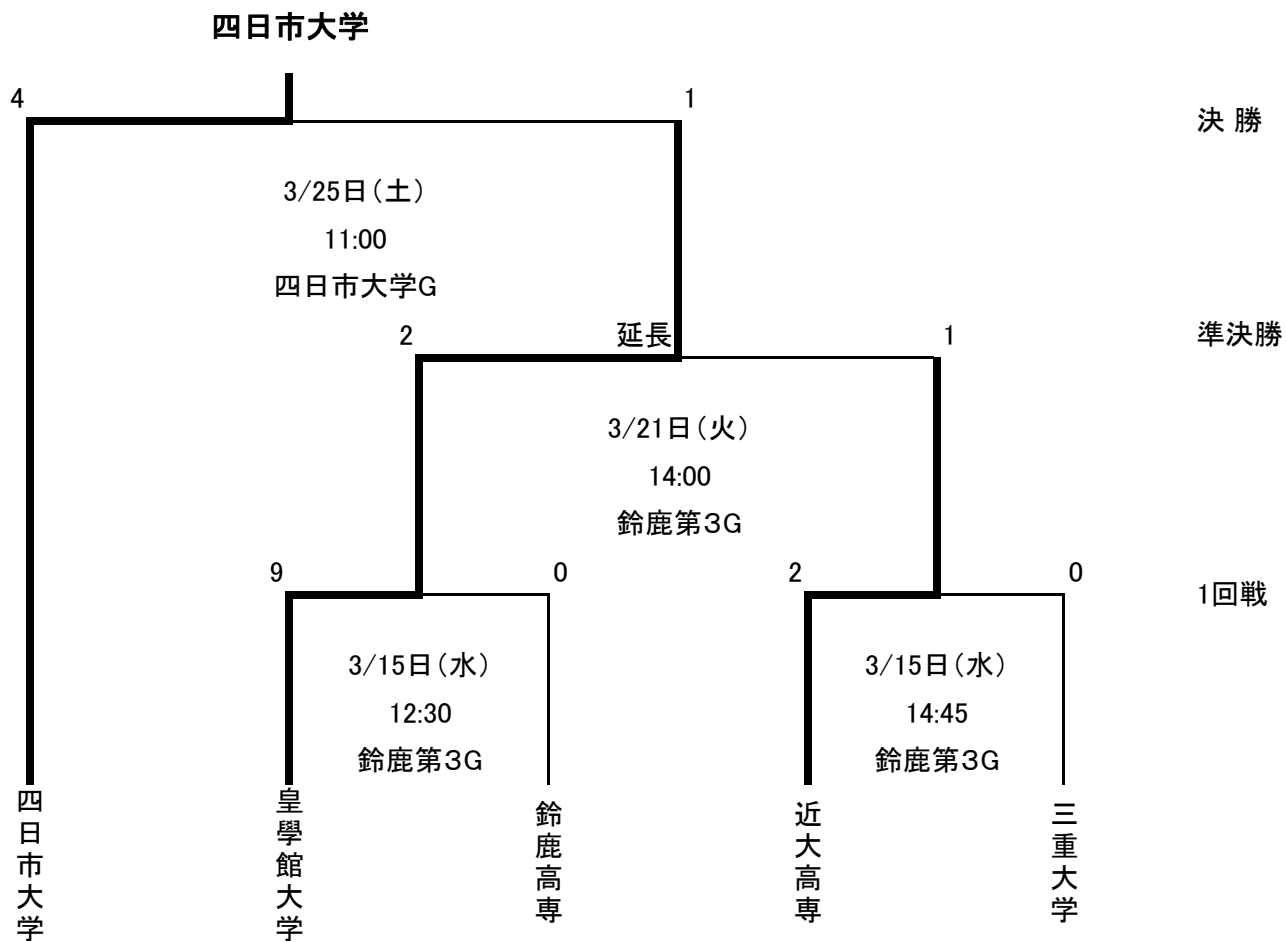 四日市大学
4
1
決 勝
3/25日（土）
11:00
四日市大学G
2
延長
1
準決勝
3/21日（火）
14:00
鈴鹿第３G
9
0
2
0
1回戦
3/15日（水）
12:30
鈴鹿第３G
3/15日（水）
14:45
鈴鹿第３G
四日市大学
皇學館大学
鈴鹿高専
近大高専
三重大学